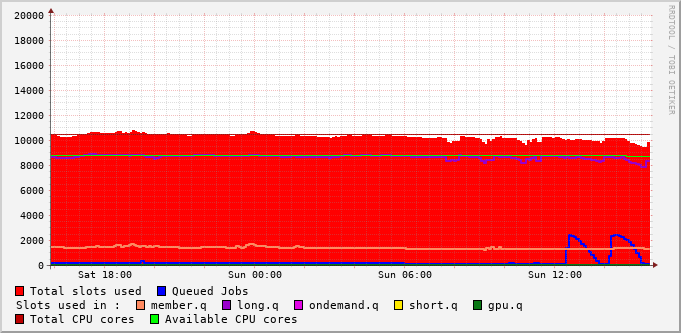 RRDTOOL / TOBI OETIKER
20000
18000
16000
14000
12000
10000
8000
6000
4000
2000
0
Sat 18:00 Sun 00:00 Sun 06:00 Sun 12:00
Total slots used Queued Jobs
Slots used in : member.q long.q ondemand.q short.q gpu.q
Total CPU cores Available CPU cores